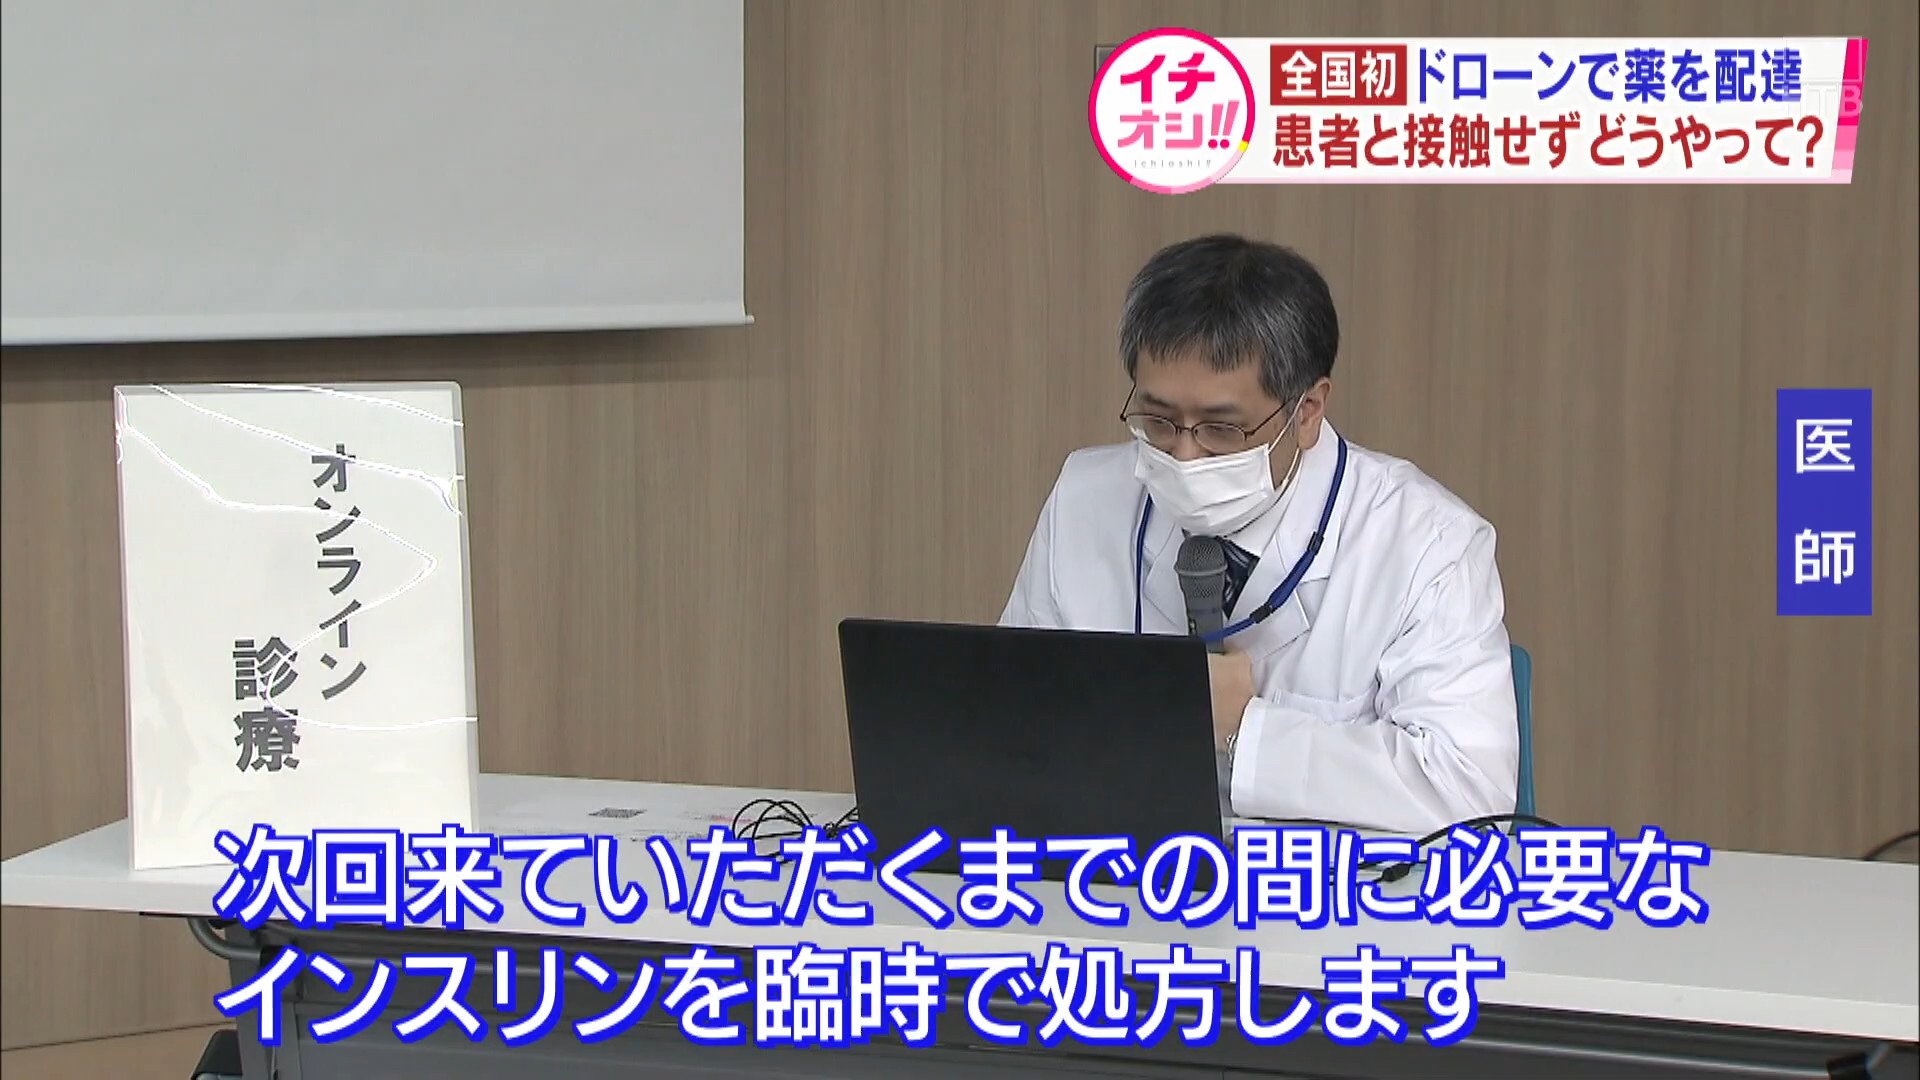 イチ
オシ!!
ichioshi!!
全国初 ドローンで薬を配達
患者と接触せず どうやって?
HTB
医師
オンライン
診療
次回来ていただくまでの間に必要な
インスリンを臨時で処方します